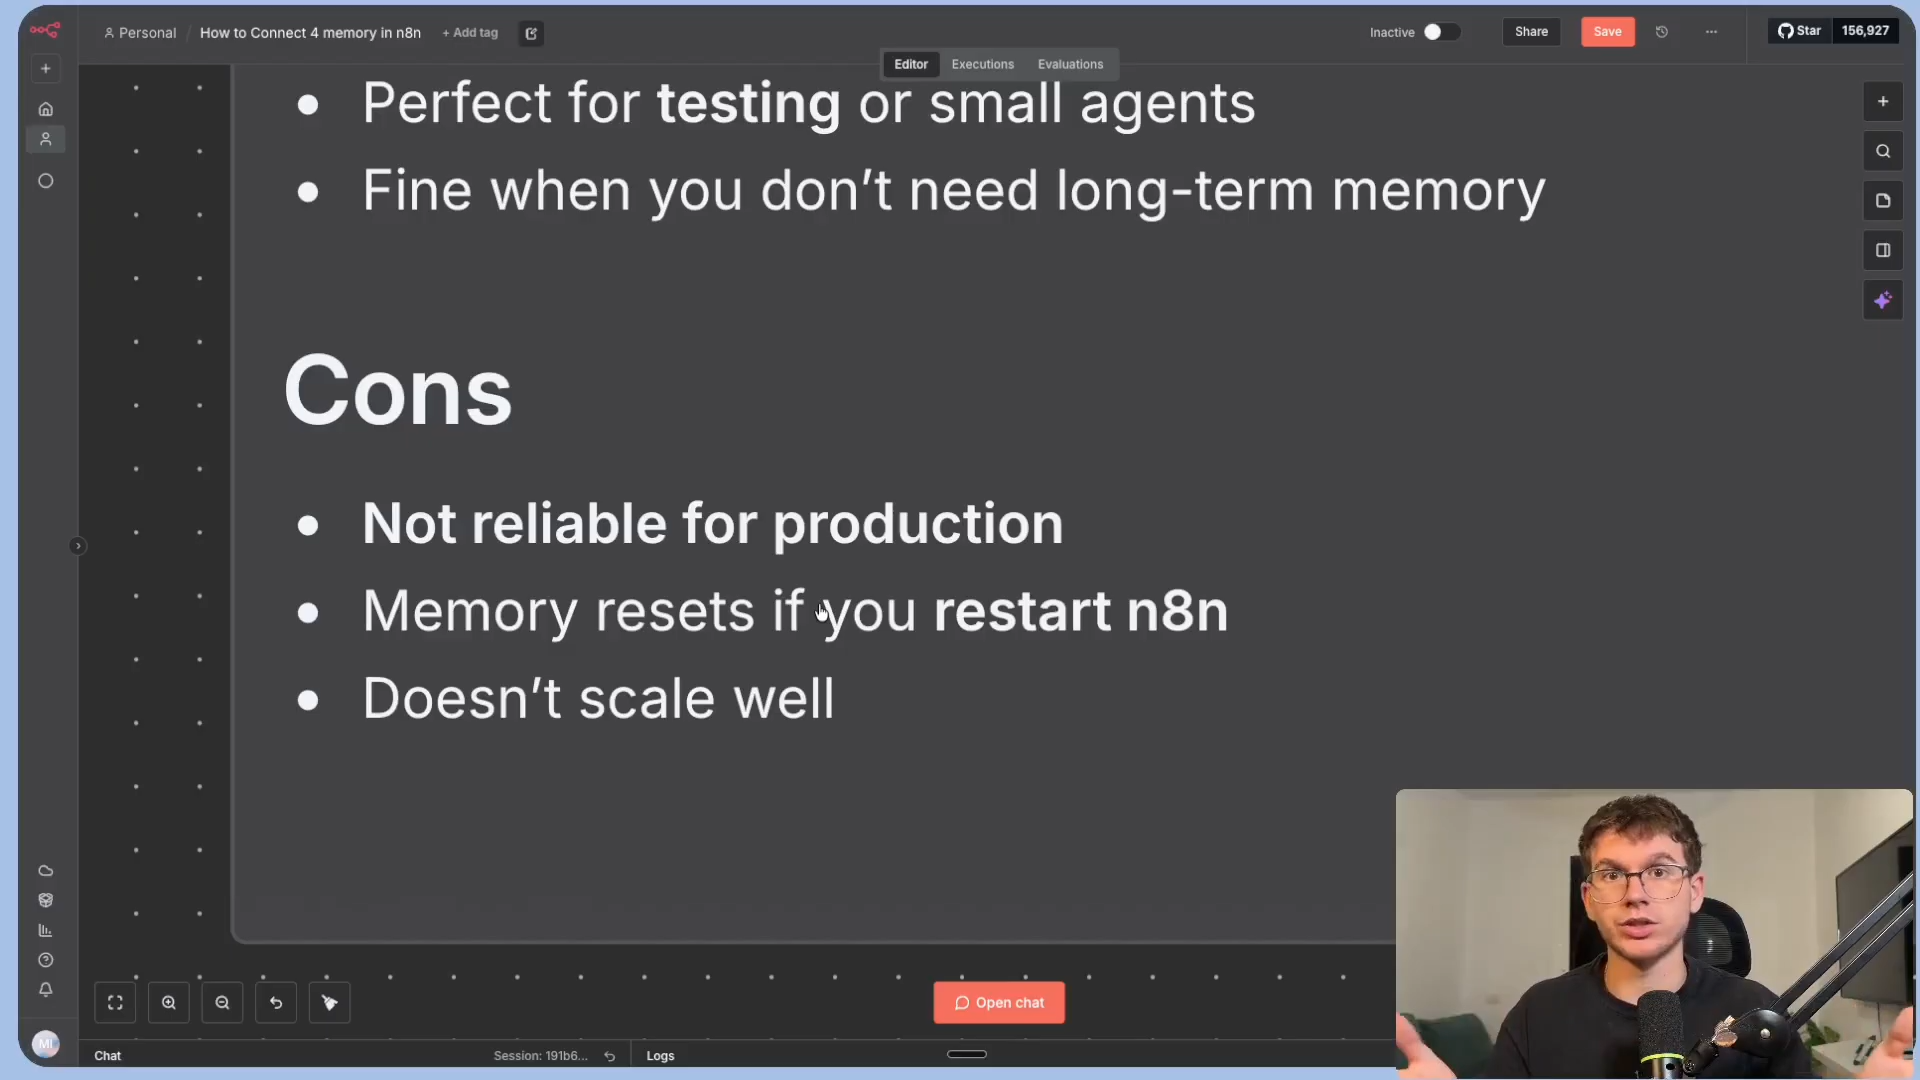 Personal / How to Connect 4 memory in n8n + Add tag
Inactive Share Save ... Star 156,927
Editor Executions Evaluations
• Perfect for testing or small agents
• Fine when you don’t need long-term memory
Cons
• Not reliable for production
• Memory resets if you restart n8n
• Doesn’t scale well
Open chat
MI
Chat Session: 191b6... Logs